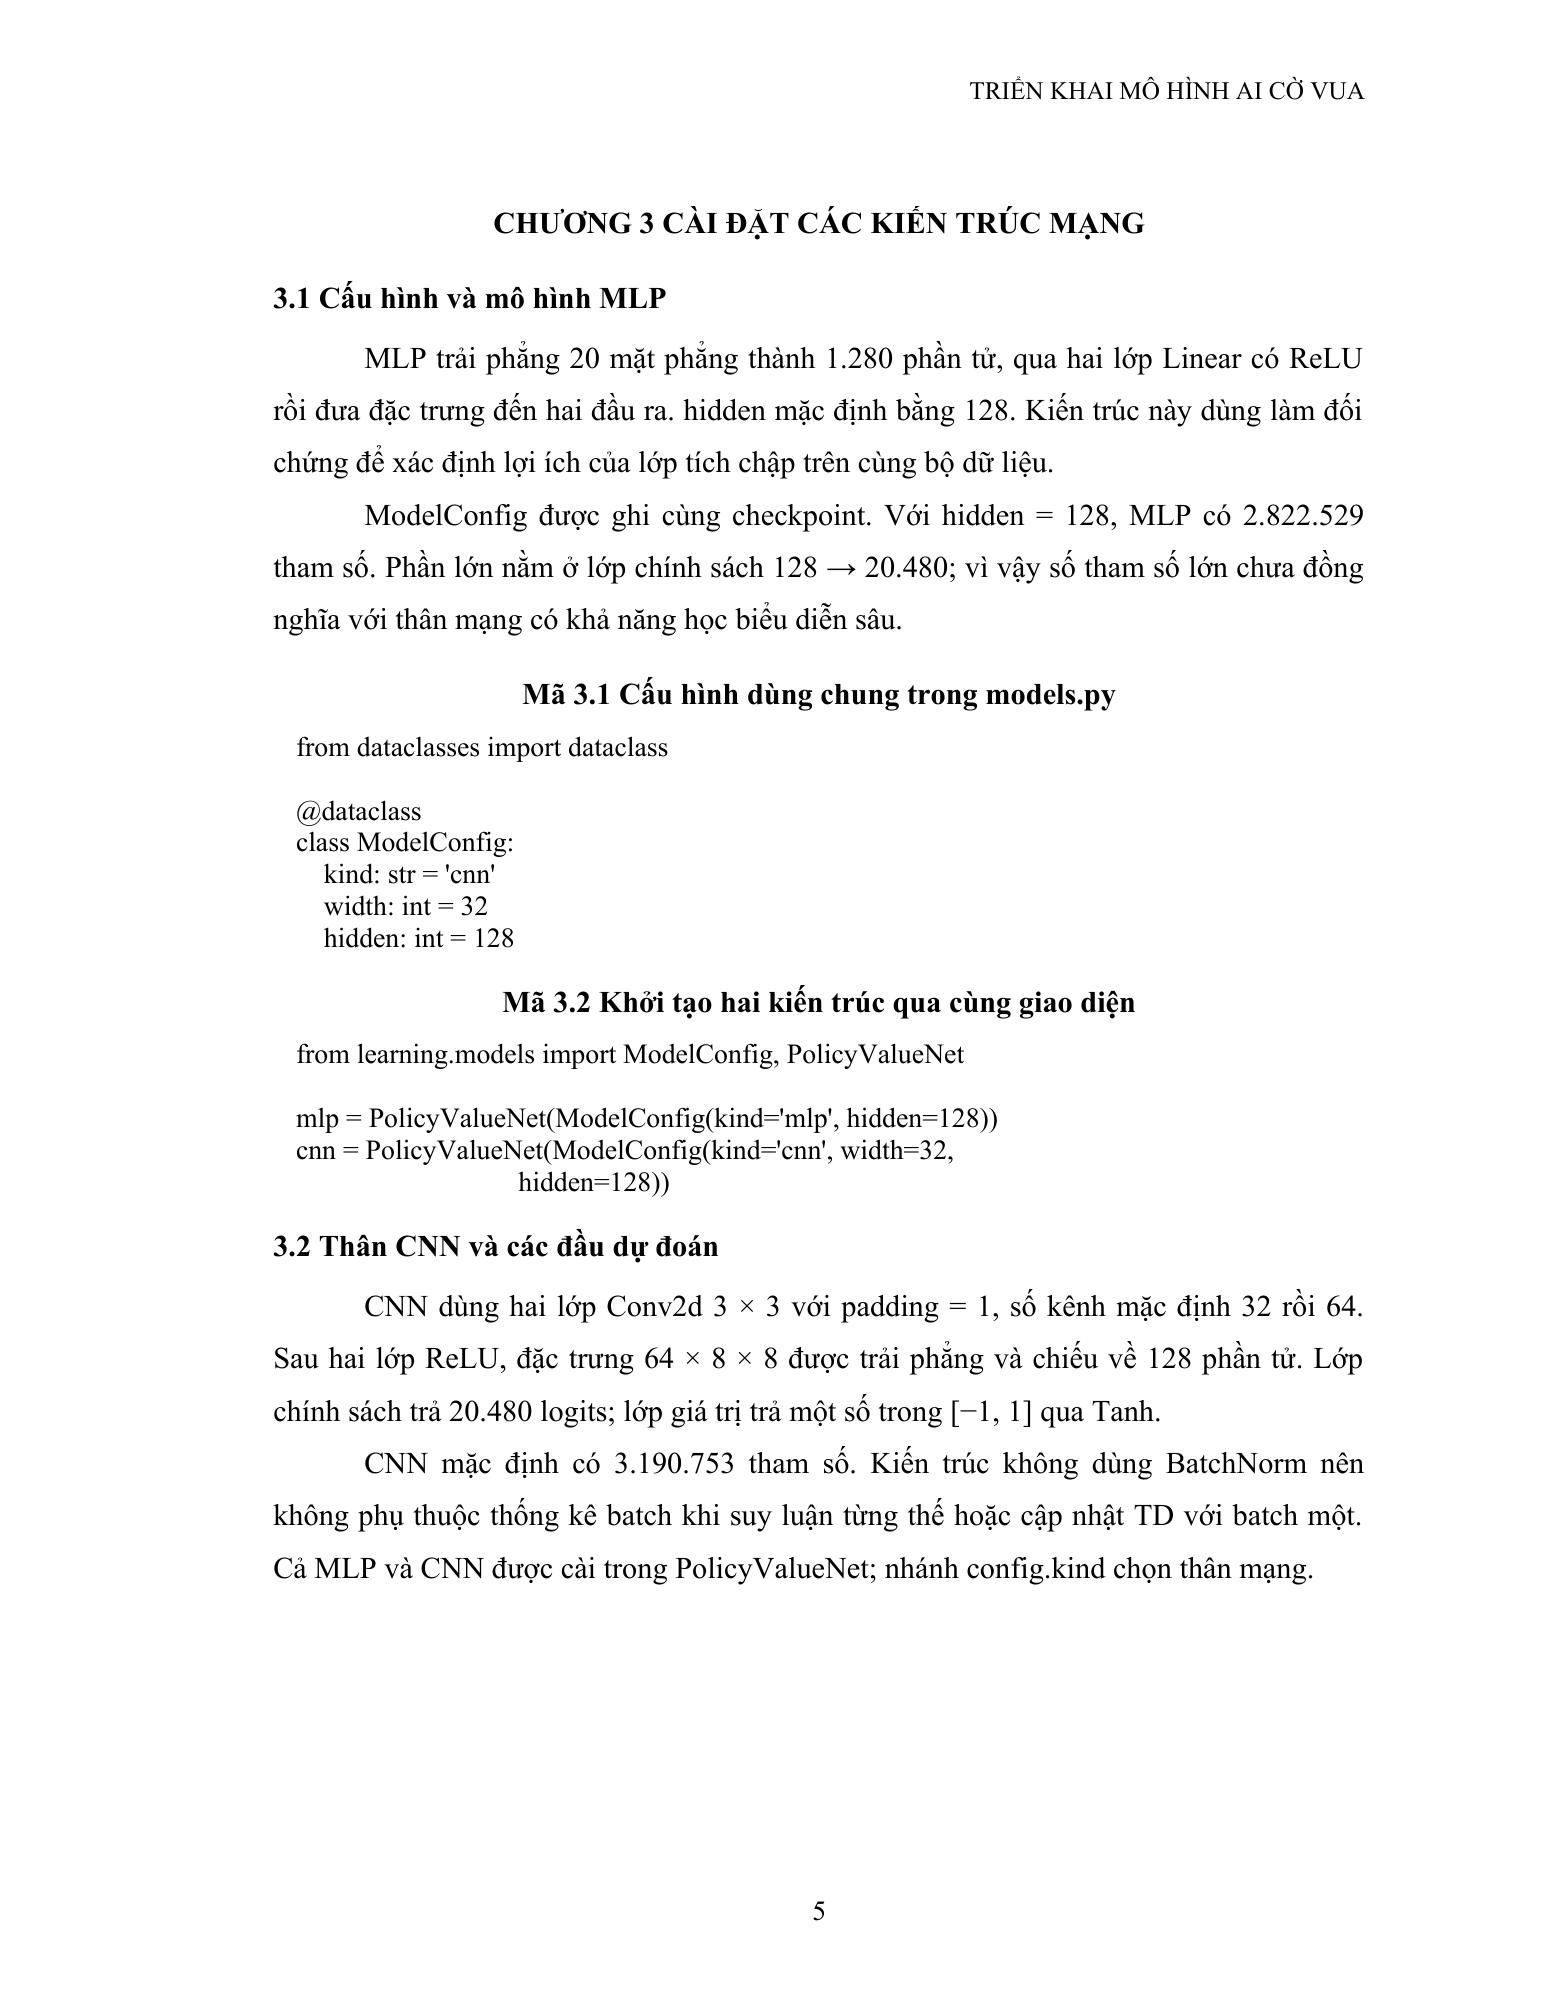 TRIỂN KHAI MÔ HÌNH AI CỜ VUA
CHƯƠNG 3 CÀI ĐẶT CÁC KIẾN TRÚC MẠNG
3.1 Cấu hình và mô hình MLP
MLP trải phẳng 20 mặt phẳng thành 1.280 phần tử, qua hai lớp Linear có ReLU
rồi đưa đặc trưng đến hai đầu ra. hidden mặc định bằng 128. Kiến trúc này dùng làm đối
chứng để xác định lợi ích của lớp tích chập trên cùng bộ dữ liệu.
ModelConfig được ghi cùng checkpoint. Với hidden = 128, MLP có 2.822.529
tham số. Phần lớn nằm ở lớp chính sách 128 → 20.480; vì vậy số tham số lớn chưa đồng
nghĩa với thân mạng có khả năng học biểu diễn sâu.
Mã 3.1 Cấu hình dùng chung trong models.py
from dataclasses import dataclass
@dataclass
class ModelConfig:
    kind: str = 'cnn'
    width: int = 32
    hidden: int = 128
Mã 3.2 Khởi tạo hai kiến trúc qua cùng giao diện
from learning.models import ModelConfig, PolicyValueNet
mlp = PolicyValueNet(ModelConfig(kind='mlp', hidden=128))
cnn = PolicyValueNet(ModelConfig(kind='cnn', width=32,
                                hidden=128))
3.2 Thân CNN và các đầu dự đoán
CNN dùng hai lớp Conv2d 3 × 3 với padding = 1, số kênh mặc định 32 rồi 64.
Sau hai lớp ReLU, đặc trưng 64 × 8 × 8 được trải phẳng và chiếu về 128 phần tử. Lớp
chính sách trả 20.480 logits; lớp giá trị trả một số trong [−1, 1] qua Tanh.
CNN mặc định có 3.190.753 tham số. Kiến trúc không dùng BatchNorm nên
không phụ thuộc thống kê batch khi suy luận từng thế hoặc cập nhật TD với batch một.
Cả MLP và CNN được cài trong PolicyValueNet; nhánh config.kind chọn thân mạng.
5